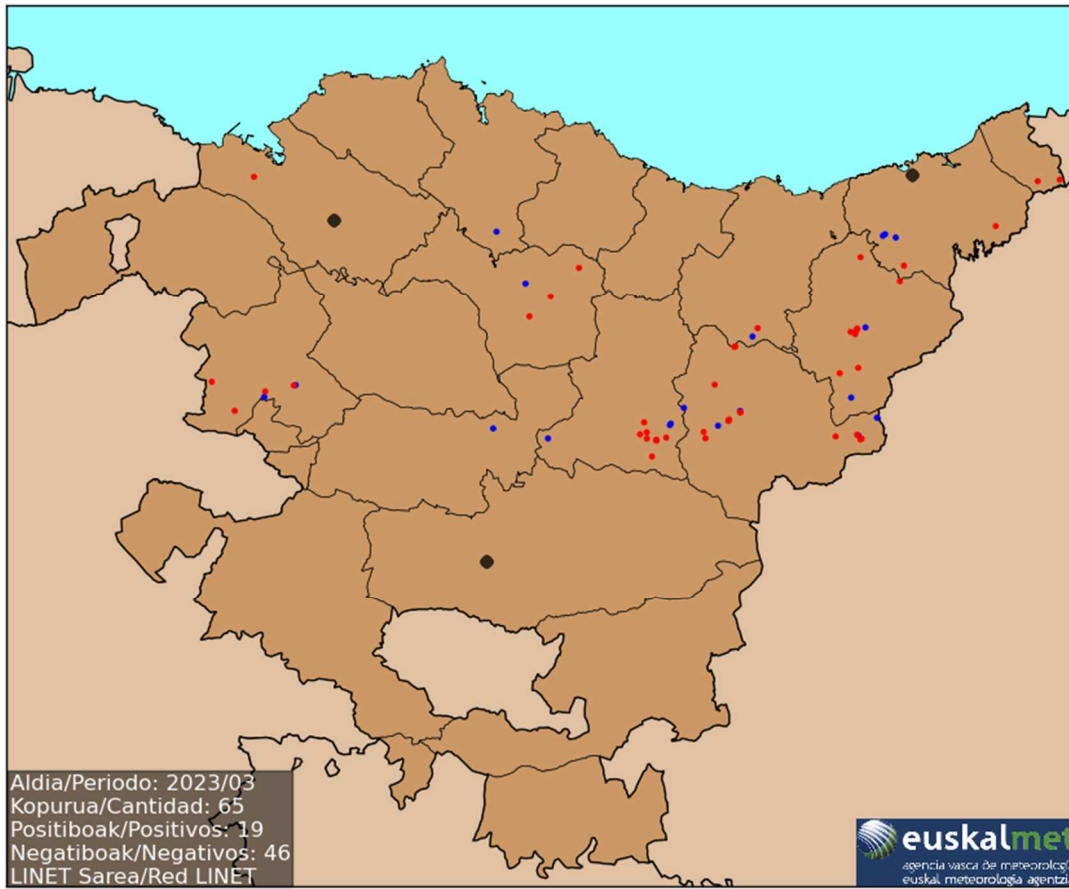 Aldia/Periodo: 2023/03
Kopurua/Cantidad: 65
Positiboak/Positivos: 19
Negatiboak/Negativos: 46
LINET Sarea/Red LINET
euskalmet
agencia vasca de meteorología
euskal meteorologia agentzia